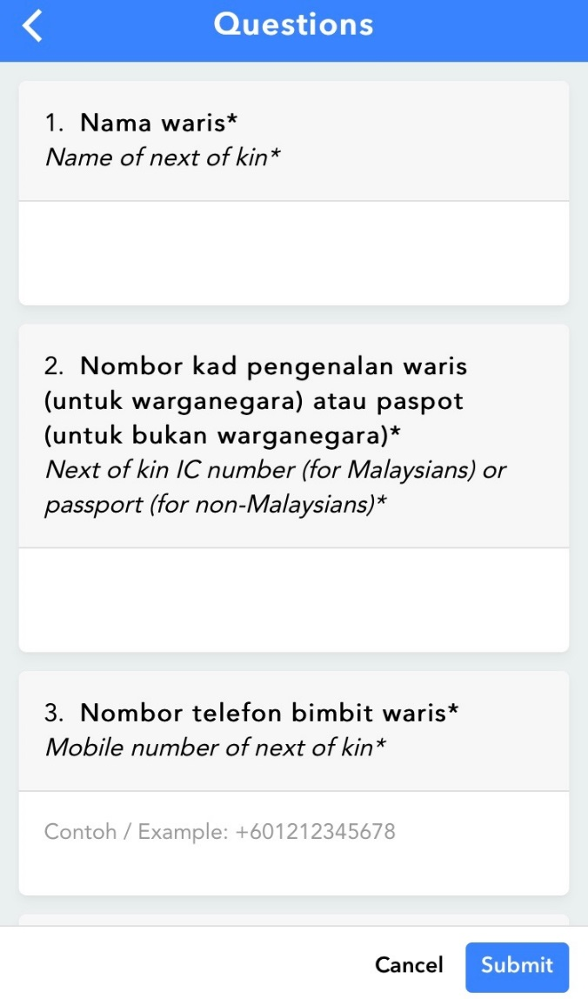 Questions
1. Nama waris*
Name of next of kin*
2. Nombor kad pengenalan waris
(untuk warganegara) atau paspot
(untuk bukan warganegara)*
Next of kin IC number (for Malaysians) or
passport (for non-Malaysians)*
3. Nombor telefon bimbit waris*
Mobile number of next of kin*
Contoh / Example: +601212345678
Cancel Submit